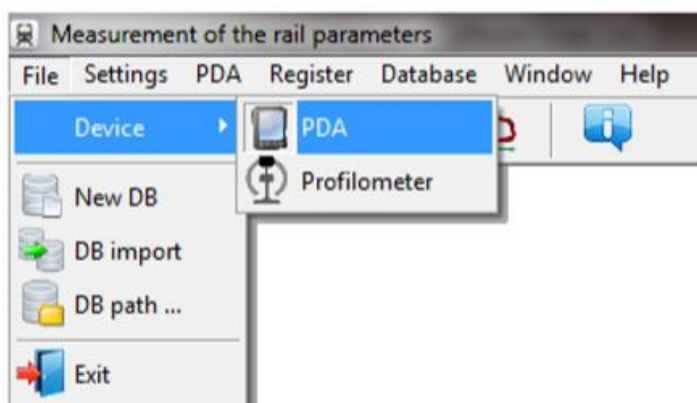 Measurement of the rail parameters
File Settings PDA Register Database Window Help
Device
PDA
Profilometer
New DB
DB import
DB path ...
Exit